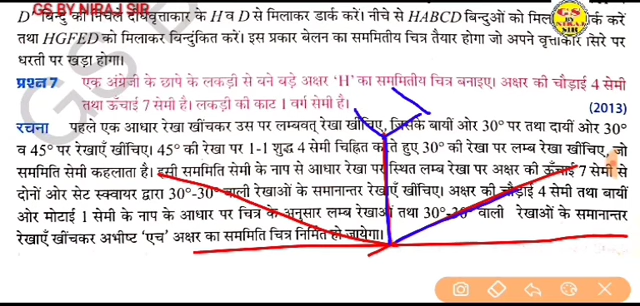 GS BY NIRAJ SIR
D बिन्दु को निचले दीर्घवृत्ताकार के H व D से मिलाकर डार्क करें। नीचे से HABCD बिन्दुओं को मिला र्क करें
तथा HGFED को मिलाकर बिन्दुंकित करें। इस प्रकार बेलन का सममितीय चित्र तैयार होगा जो अपने वृत्ताकार सिरे पर
धरती पर खड़ा होगा।
GS BY NIRAJ SIR
प्रश्न 7 एक अंग्रेजी के छापे के लकड़ी से बने बड़े अक्षर 'H' का सममितीय चित्र बनाइए। अक्षर की चौड़ाई 4 सेमी
तथा ऊँचाई 7 सेमी है। लकड़ी की काट 1 वर्ग सेमी है। (2013)
रचना पहले एक आधार रेखा खींचकर उस पर लम्बवत् रेखा खींचिए, जिसके बायीं ओर 30° पर तथा दायीं ओर 30°
व 45° पर रेखाएँ खींचिए। 45° की रेखा पर 1-1 शुद्ध 4 सेमी चिह्नित करते हुए 30° की रेखा पर लम्ब रेखा खींचिए, जो
सममिति सेमी कहलाता है। इसी सममिति सेमी के नाप से आधार रेखा पर स्थित लम्ब रेखा पर अक्षर की ऊँचाई 7 सेमी से
दोनों ओर सेट स्क्वायर द्वारा 30°-30° वाली रेखाओं के समानान्तर रेखाएँ खींचिए। अक्षर की चौड़ाई 4 सेमी तथा बायीं
ओर मोटाई 1 सेमी के नाप के आधार पर चित्र के अनुसार लम्ब रेखाओं तथा 30°-30° वाली रेखाओं के समानान्तर
रेखाएँ खींचकर अभीष्ट 'एच' अक्षर का सममिति चित्र निर्मित हो जायेगा।